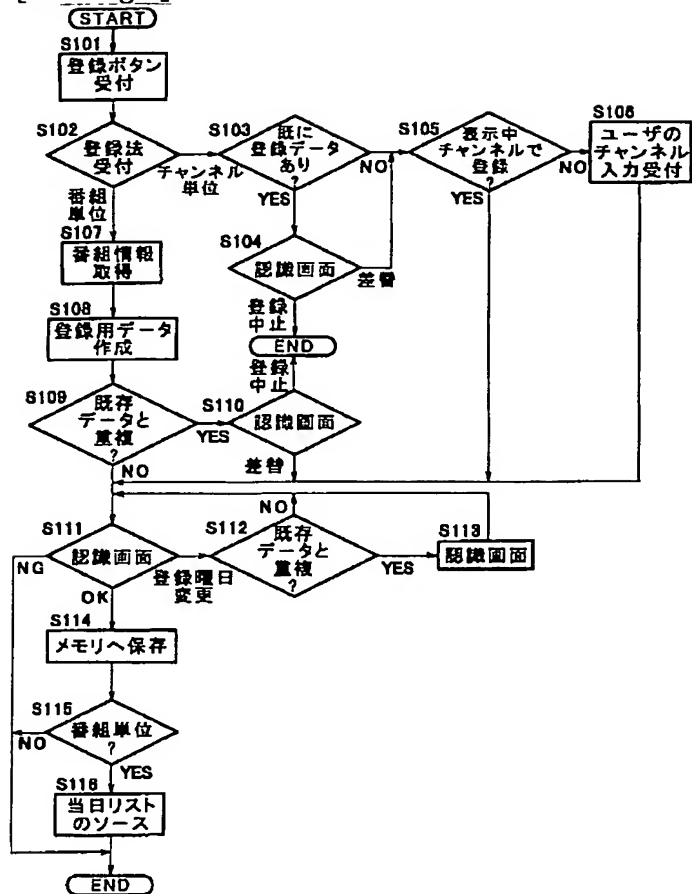 START
S101
登録ボタン
受付
S102
登録法
受付
チャンネル
単位
番組
単位
S103
既に
登録データ
あり
?
NO
YES
S104
認識画面
差替
登録
中止
END
S105
表示中
チャンネルで
登録
?
NO
YES
S106
ユーザの
チャンネル
入力受付
S107
番組情報
取得
S108
登録用データ
作成
S109
既存
データと
重複
?
YES
NO
登録
中止
S110
認識画面
差替
S111
認識画面
NG
OK
登録曜日
変更
NO
S112
既存
データと
重複
?
YES
S113
認識画面
S114
メモリへ保存
S115
番組単位
?
NO
YES
S116
当日リスト
のソース
END